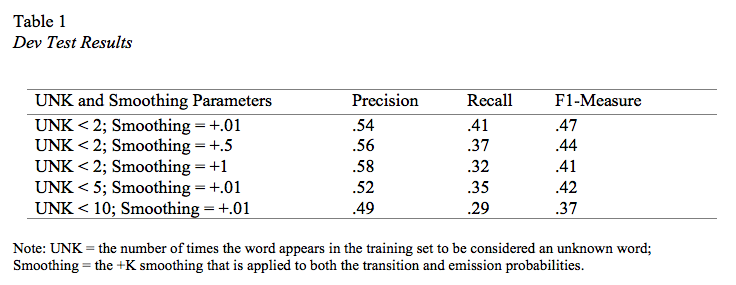 Table 1
Dev Test Results
UNK and Smoothing Parameters Precision Recall F1-Measure
UNK < 2; Smoothing = +.01 .54 .41 .47
UNK < 2; Smoothing = +.5 .56 .37 .44
UNK < 2; Smoothing = +1 .58 .32 .41
UNK < 5; Smoothing = +.01 .52 .35 .42
UNK < 10; Smoothing = +.01 .49 .29 .37
Note: UNK = the number of times the word appears in the training set to be considered an unknown word;
Smoothing = the +K smoothing that is applied to both the transition and emission probabilities.